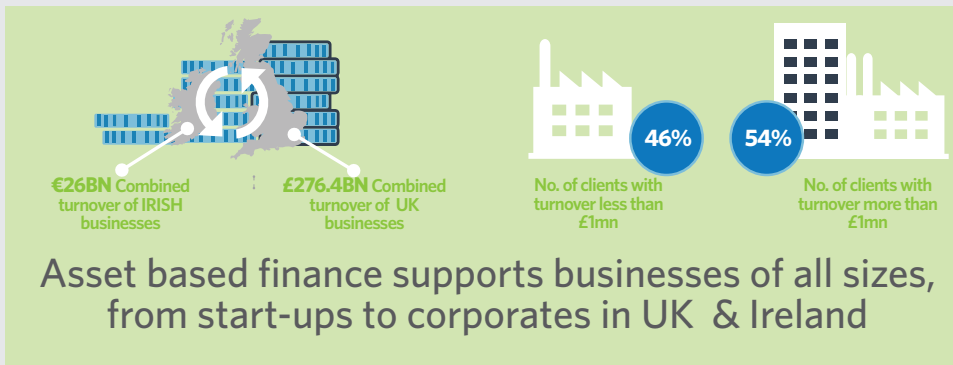 €26BN Combined
turnover of IRISH
businesses
£276.4BN Combined
turnover of UK
businesses
46%
54%
No. of clients with
turnover less than
£1mn
No. of clients with
turnover more than
£1mn
Asset based finance supports businesses of all sizes,
from start-ups to corporates in UK & Ireland